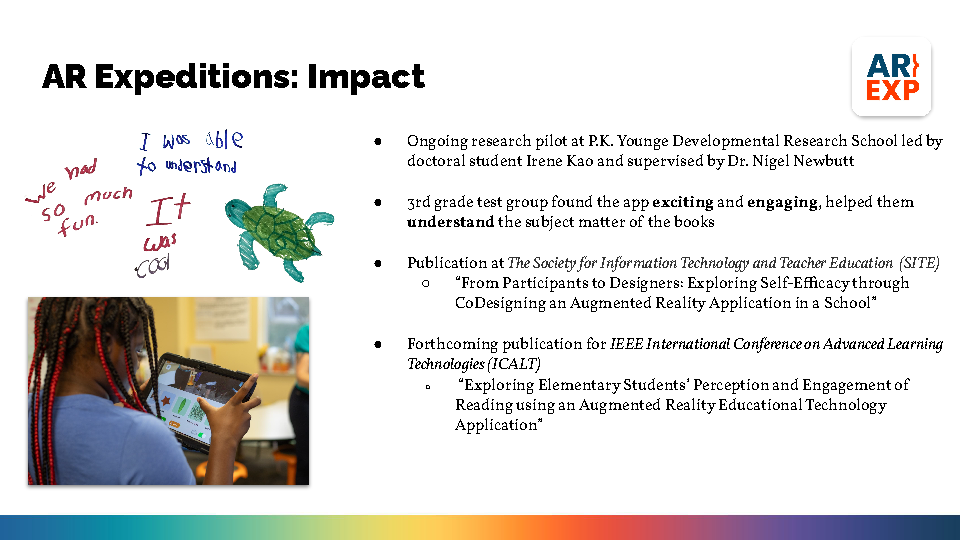 AR Expeditions: Impact
AR}
EXP
I was able
to understand
We had
so much
fun.
It
was
cool
● Ongoing research pilot at P.K. Younge Developmental Research School led by
doctoral student Irene Kao and supervised by Dr. Nigel Newbutt
● 3rd grade test group found the app exciting and engaging, helped them
understand the subject matter of the books
● Publication at The Society for Information Technology and Teacher Education (SITE)
○ “From Participants to Designers: Exploring Self-Efficacy through
CoDesigning an Augmented Reality Application in a School”
● Forthcoming publication for IEEE International Conference on Advanced Learning
Technologies (ICALT)
○ “Exploring Elementary Students’ Perception and Engagement of
Reading using an Augmented Reality Educational Technology
Application”